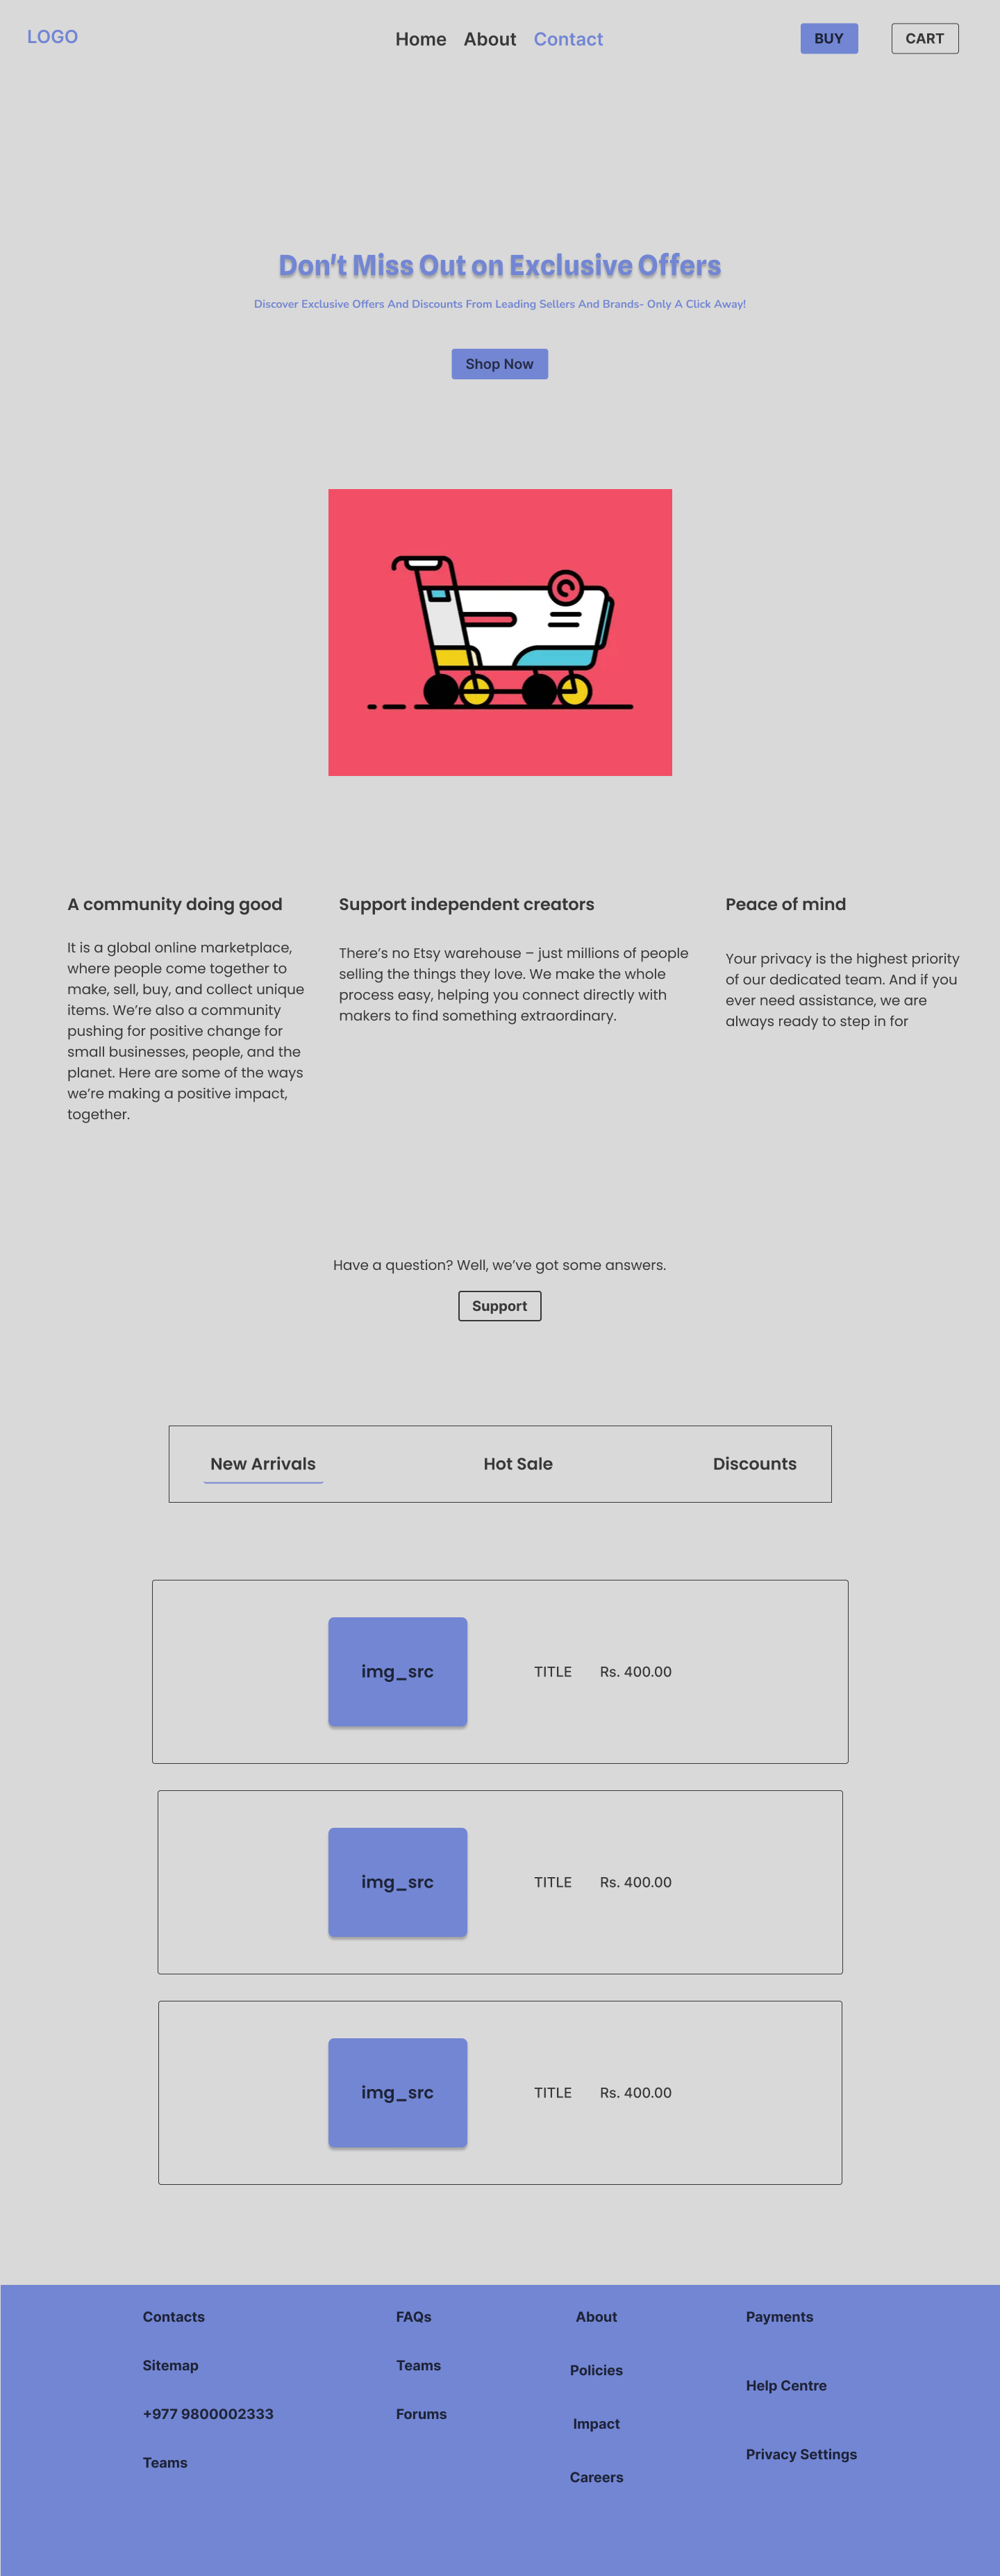 LOGO
Home About Contact
BUY
CART
Don't Miss Out on Exclusive Offers
Discover Exclusive Offers And Discounts From Leading Sellers And Brands- Only A Click Away!
Shop Now
A community doing good
It is a global online marketplace,
where people come together to
make, sell, buy, and collect unique
items. We’re also a community
pushing for positive change for
small businesses, people, and the
planet. Here are some of the ways
we’re making a positive impact,
together.
Support independent creators
There’s no Etsy warehouse – just millions of people
selling the things they love. We make the whole
process easy, helping you connect directly with
makers to find something extraordinary.
Peace of mind
Your privacy is the highest priority
of our dedicated team. And if you
ever need assistance, we are
always ready to step in for
Have a question? Well, we’ve got some answers.
Support
New Arrivals
Hot Sale
Discounts
img_src
TITLE
Rs. 400.00
img_src
TITLE
Rs. 400.00
img_src
TITLE
Rs. 400.00
Contacts
Sitemap
+977 9800002333
Teams
FAQs
Teams
Forums
About
Policies
Impact
Careers
Payments
Help Centre
Privacy Settings